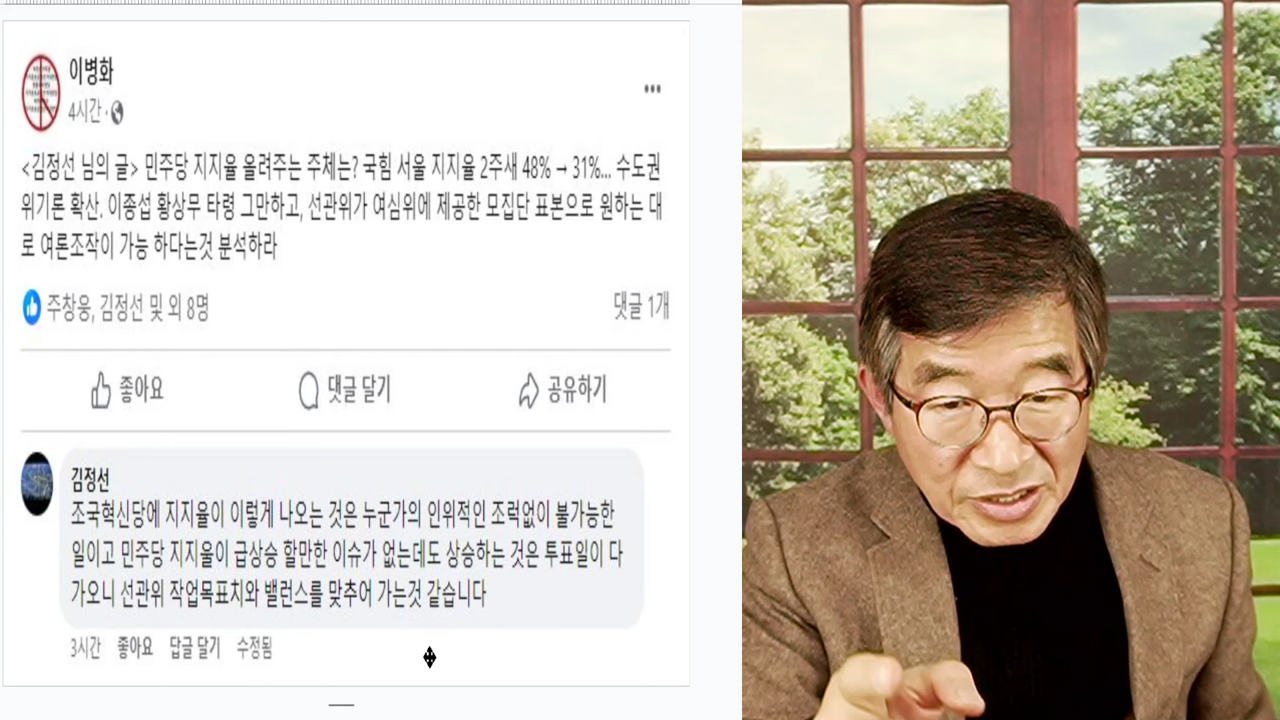 이병화
4시간 ·
<김정선 님의 글> 민주당 지지율 올려주는 주체는? 국힘 서울 지지율 2주새 48% → 31%... 수도권
위기론 확산. 이종섭 황상무 타령 그만하고, 선관위가 여심위에 제공한 모집단 표본으로 원하는 대
로 여론조작이 가능 하다는것 분석하라
주창웅, 김정선 및 외 8명
댓글 1개
좋아요
댓글 달기
공유하기
김정선
조국혁신당에 지지율이 이렇게 나오는 것은 누군가의 인위적인 조럭없이 불가능한
일이고 민주당 지지율이 급상승 할만한 이슈가 없는데도 상승하는 것은 투표일이 다
가오니 선관위 작업목표치와 밸런스를 맞추어 가는것 같습니다
3시간 좋아요 답글 달기 수정됨